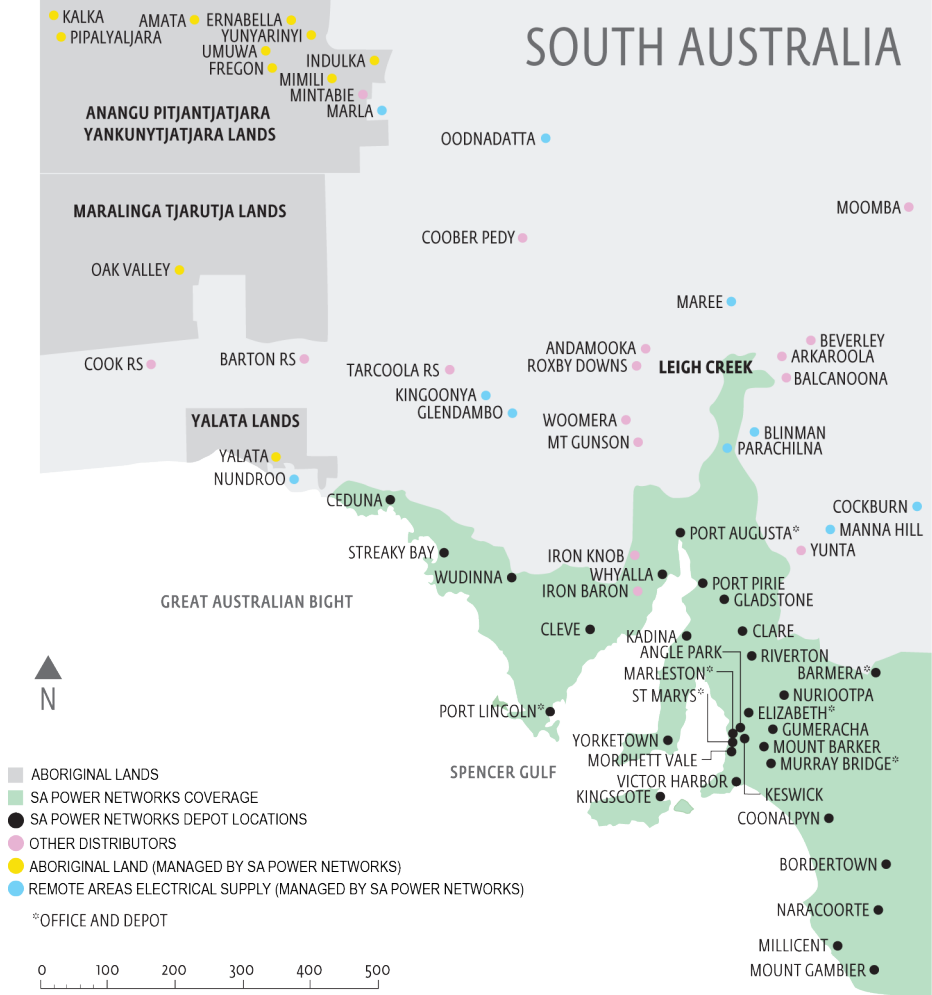 SOUTH AUSTRALIA
KALKA
PIPALYALJARA
AMATA
ERNABELLA
YUNYARINYI
UMUWA
FREGON
INDULKA
MIMILI
MINTABIE
MARLA
ANANGU PITJANTJATJARA
YANKUNYTJATJARA LANDS
OODNADATTA
MARALINGA TJARUTJA LANDS
MOOMBA
COOBER PEDY
OAK VALLEY
MAREE
COOK RS
BARTON RS
TARCOOLA RS
ANDAMOOKA
ROXBY DOWNS
LEIGH CREEK
BEVERLEY
ARKAROOLA
BALCANOONA
KINGOONYA
GLENDAMBO
WOOMERA
MT GUNSON
BLINMAN
PARACHILNA
YALATA LANDS
YALATA
NUNDROO
CEDUNA
COCKBURN
MANNA HILL
YUNTA
PORT AUGUSTA*
STREAKY BAY
WUDINNA
IRON KNOB
WHYALLA
IRON BARON
PORT PIRIE
GLADSTONE
GREAT AUSTRALIAN BIGHT
CLEVE
KADINA
CLARE
ANGLE PARK
RIVERTON
MARLESTON*
BARMERA*
ST MARYS*
NURIOOTPA
N
PORT LINCOLN*
ELIZABETH*
GUMERACHA
YORKETOWN
MOUNT BARKER
MORPHETT VALE
MURRAY BRIDGE*
SPENCER GULF
VICTOR HARBOR
KINGSCOTE
KESWICK
COONALPYN
BORDERTOWN
NARACOORTE
MILLICENT
MOUNT GAMBIER
ABORIGINAL LANDS
SA POWER NETWORKS COVERAGE
SA POWER NETWORKS DEPOT LOCATIONS
OTHER DISTRIBUTORS
ABORIGINAL LAND (MANAGED BY SA POWER NETWORKS)
REMOTE AREAS ELECTRICAL SUPPLY (MANAGED BY SA POWER NETWORKS)
*OFFICE AND DEPOT
0 100 200 300 400 500